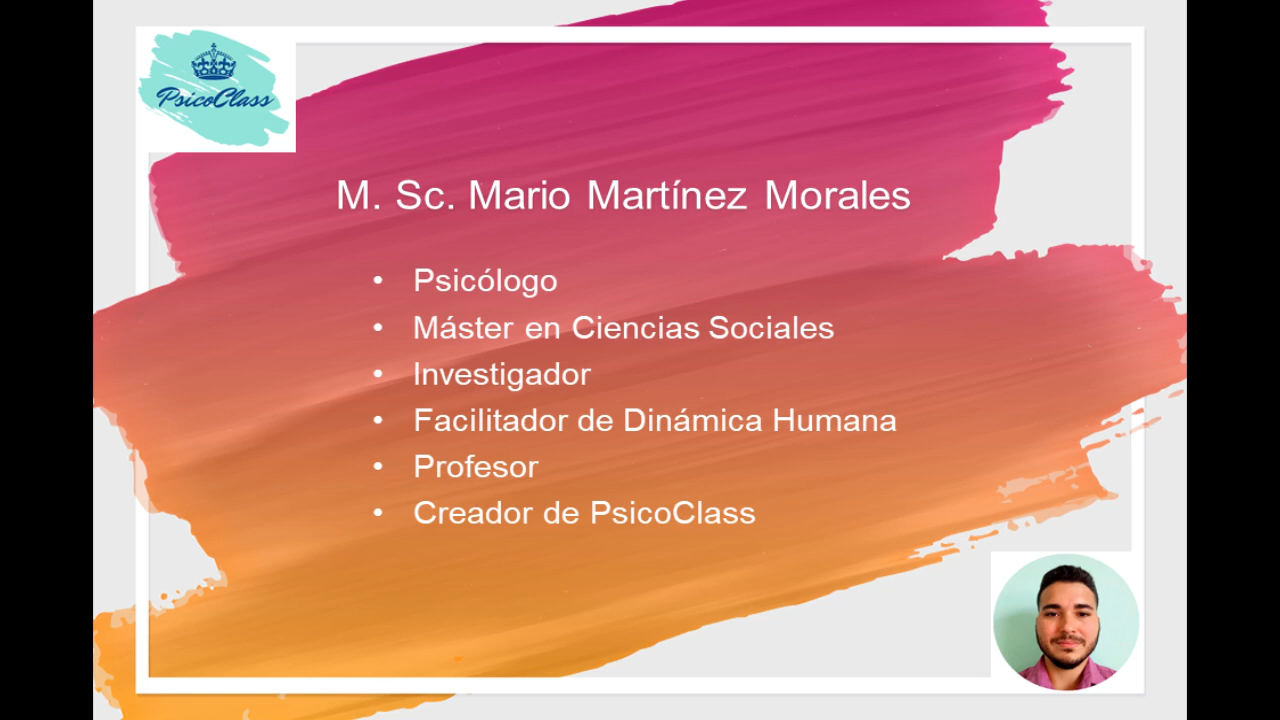 PsicoClass
M. Sc. Mario Martínez Morales
• Psicólogo
• Máster en Ciencias Sociales
• Investigador
• Facilitador de Dinámica Humana
• Profesor
• Creador de PsicoClass